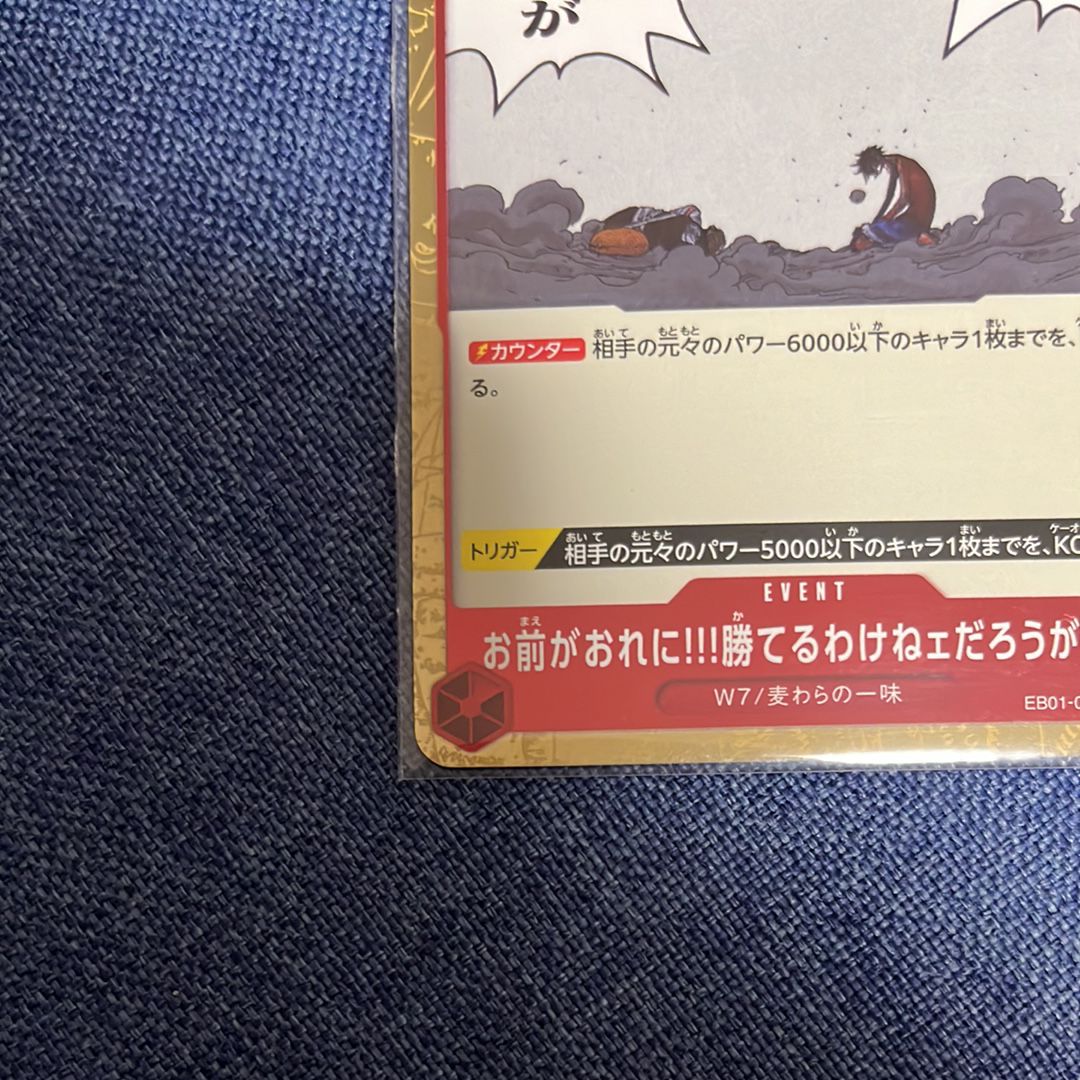 が
カウンター 相手の元々のパワー6000以下のキャラ1枚までを、
る。
トリガー 相手の元々のパワー5000以下のキャラ1枚までを、KO
EVENT
お前がおれに!!!勝てるわけねェだろうが
W7/麦わらの一味
EB01-0